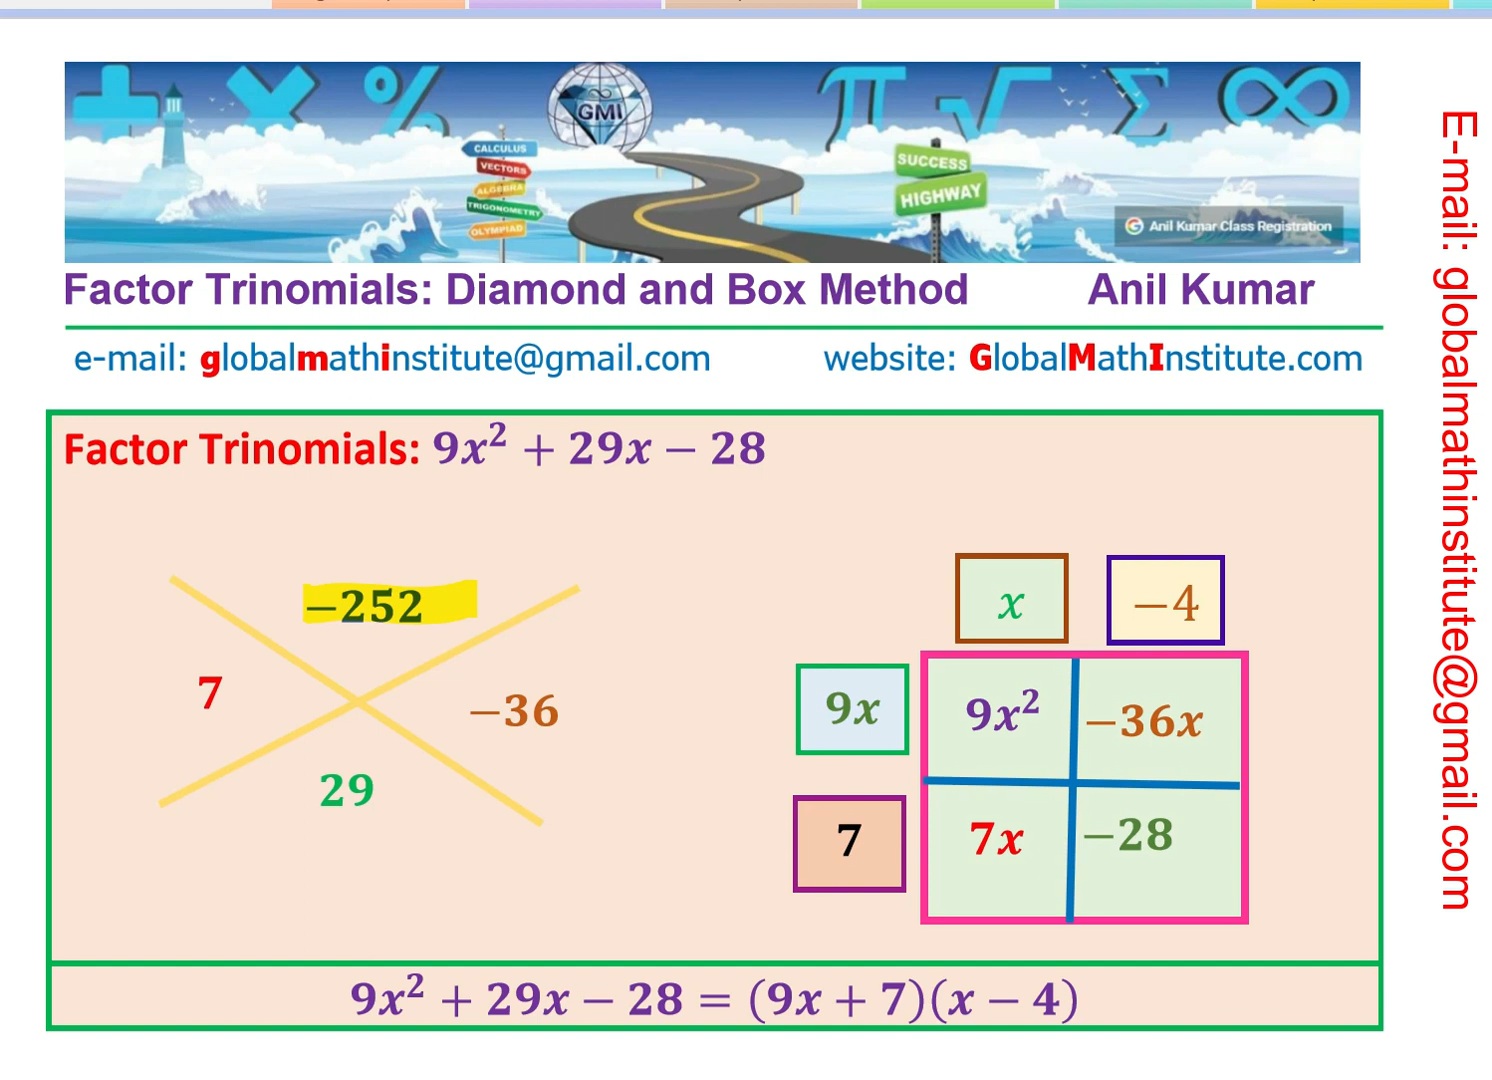 GMI
CALCULUS
VECTORS
ALGEBRA
TRIGONOMETRY
OLYMPIAD
SUCCESS
HIGHWAY
Anil Kumar Class Registration
Factor Trinomials: Diamond and Box Method Anil Kumar
e-mail: globalmathinstitute@gmail.com website: GlobalMathInstitute.com
Factor Trinomials: 9x² + 29x − 28
−252
7
−36
29
x −4
9x 9x² −36x
7 7x −28
9x² + 29x − 28 = (9x + 7)(x − 4)
E-mail: globalmathinstitute@gmail.com